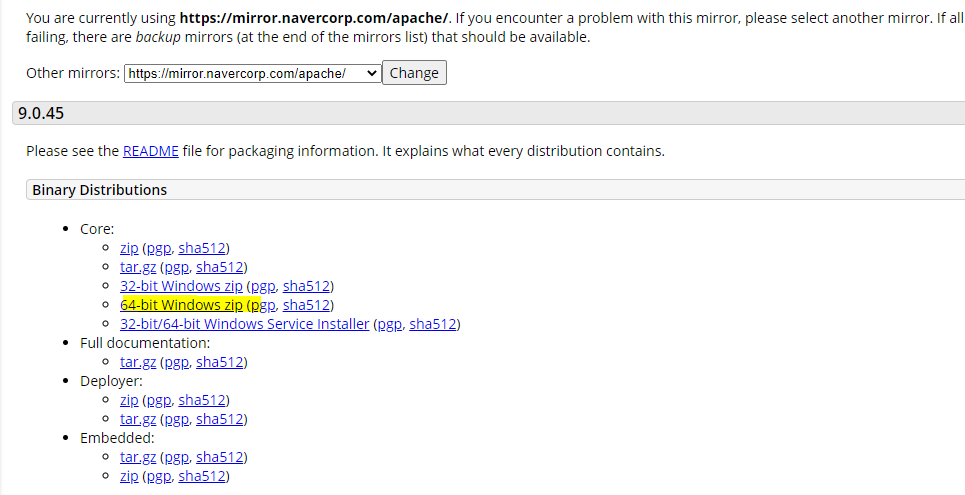 You are currently using https://mirror.navercorp.com/apache/. If you encounter a problem with this mirror, please select another mirror. If all
failing, there are backup mirrors (at the end of the mirrors list) that should be available.
Other mirrors: https://mirror.navercorp.com/apache/ Change
9.0.45
Please see the README file for packaging information. It explains what every distribution contains.
Binary Distributions
Core:
zip (pgp, sha512)
tar.gz (pgp, sha512)
32-bit Windows zip (pgp, sha512)
64-bit Windows zip (pgp, sha512)
32-bit/64-bit Windows Service Installer (pgp, sha512)
Full documentation:
tar.gz (pgp, sha512)
Deployer:
zip (pgp, sha512)
tar.gz (pgp, sha512)
Embedded:
tar.gz (pgp, sha512)
zip (pgp, sha512)